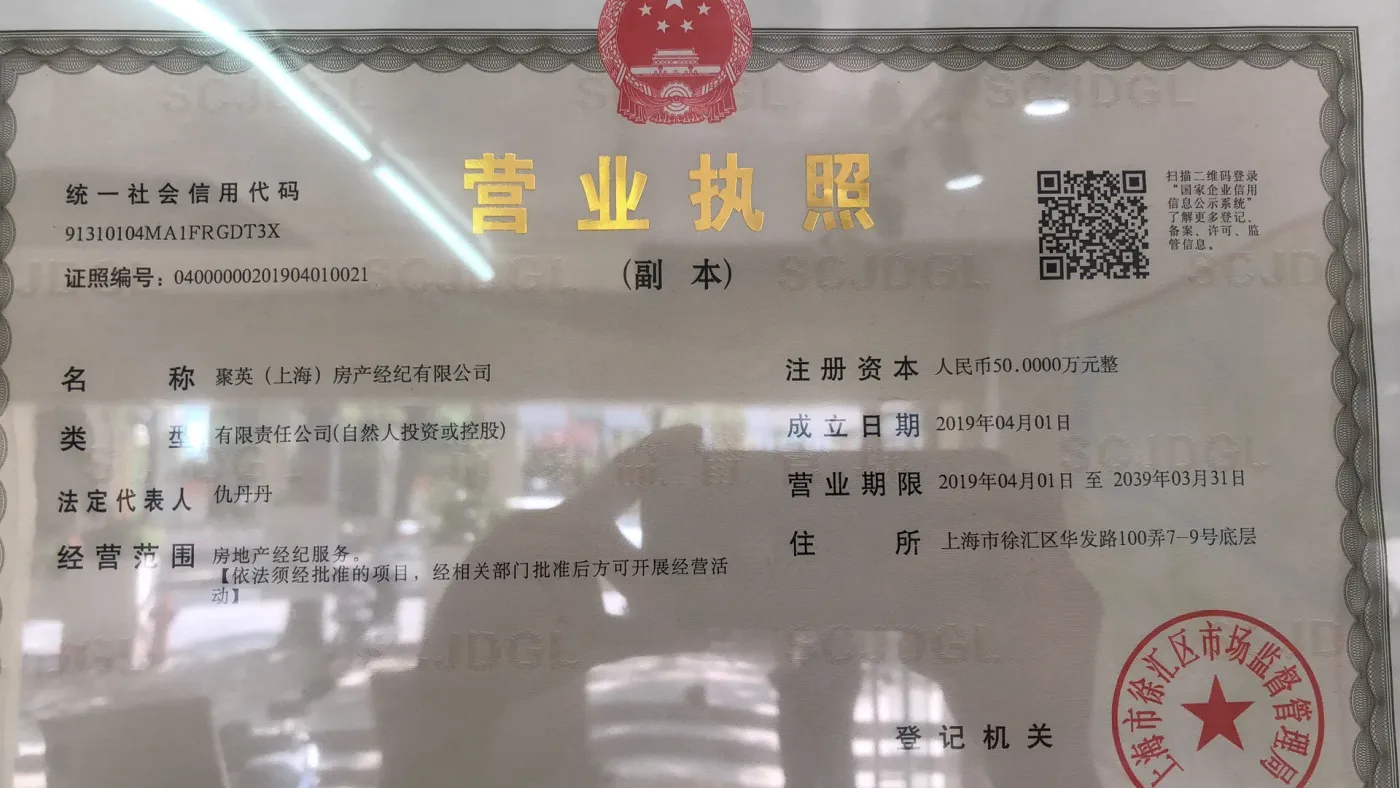 营业执照
(副 本)
统一社会信用代码
91310104MA1FRGDT3X
证照编号：04000000201904010021
扫描二维码登录
“国家企业信用
信息公示系统”
了解更多登记、
备案、许可、监
管信息。
名 称 聚英（上海）房产经纪有限公司
类 型 有限责任公司(自然人投资或控股)
法定代表人 仇丹丹
经营范围 房地产经纪服务。
【依法须经批准的项目，经相关部门批准后方可开展经营活
动】
注册资本 人民币50.0000万元整
成立日期 2019年04月01日
营业期限 2019年04月01日 至 2039年03月31日
住 所 上海市徐汇区华发路100弄7-9号底层
登记机关
上海市徐汇区市场监督管理局
SCJDGL
SCJDGL
SCJDGL
SCJDGL